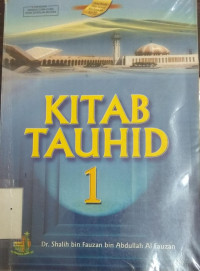 KITAB
TAUHID
1
Dr. Shalih bin Fauzan bin Abdullah Al Fauzan